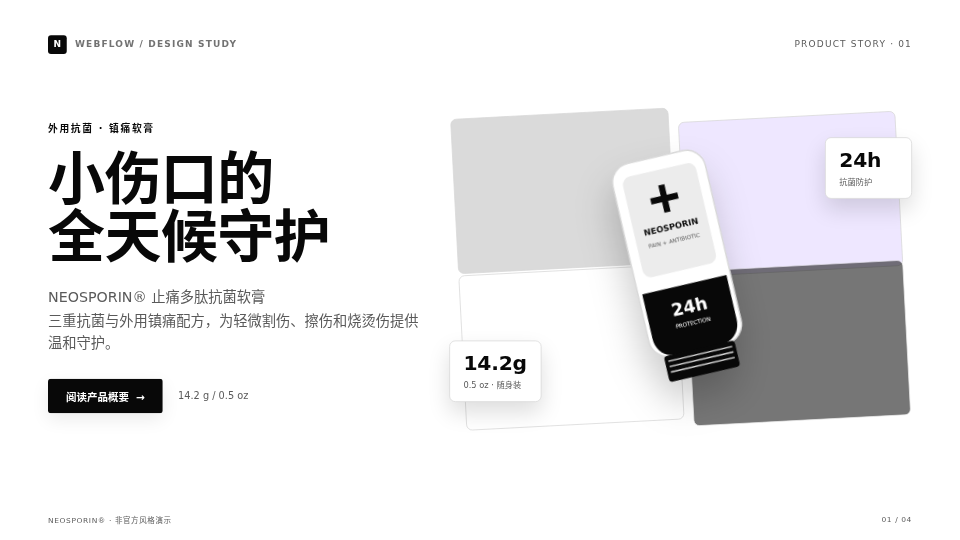 N WEBFLOW / DESIGN STUDY
PRODUCT STORY · 01
外用抗菌 · 镇痛软膏
小伤口的
全天候守护
NEOSPORIN® 止痛多肽抗菌软膏
三重抗菌与外用镇痛配方，为轻微割伤、擦伤和烧烫伤提供
温和守护。
阅读产品概要 →
14.2 g / 0.5 oz
24h
抗菌防护
NEOSPORIN
PAIN + ANTIBIOTIC
24h
PROTECTION
14.2g
0.5 oz · 随身装
NEOSPORIN® · 非官方风格演示
01 / 04